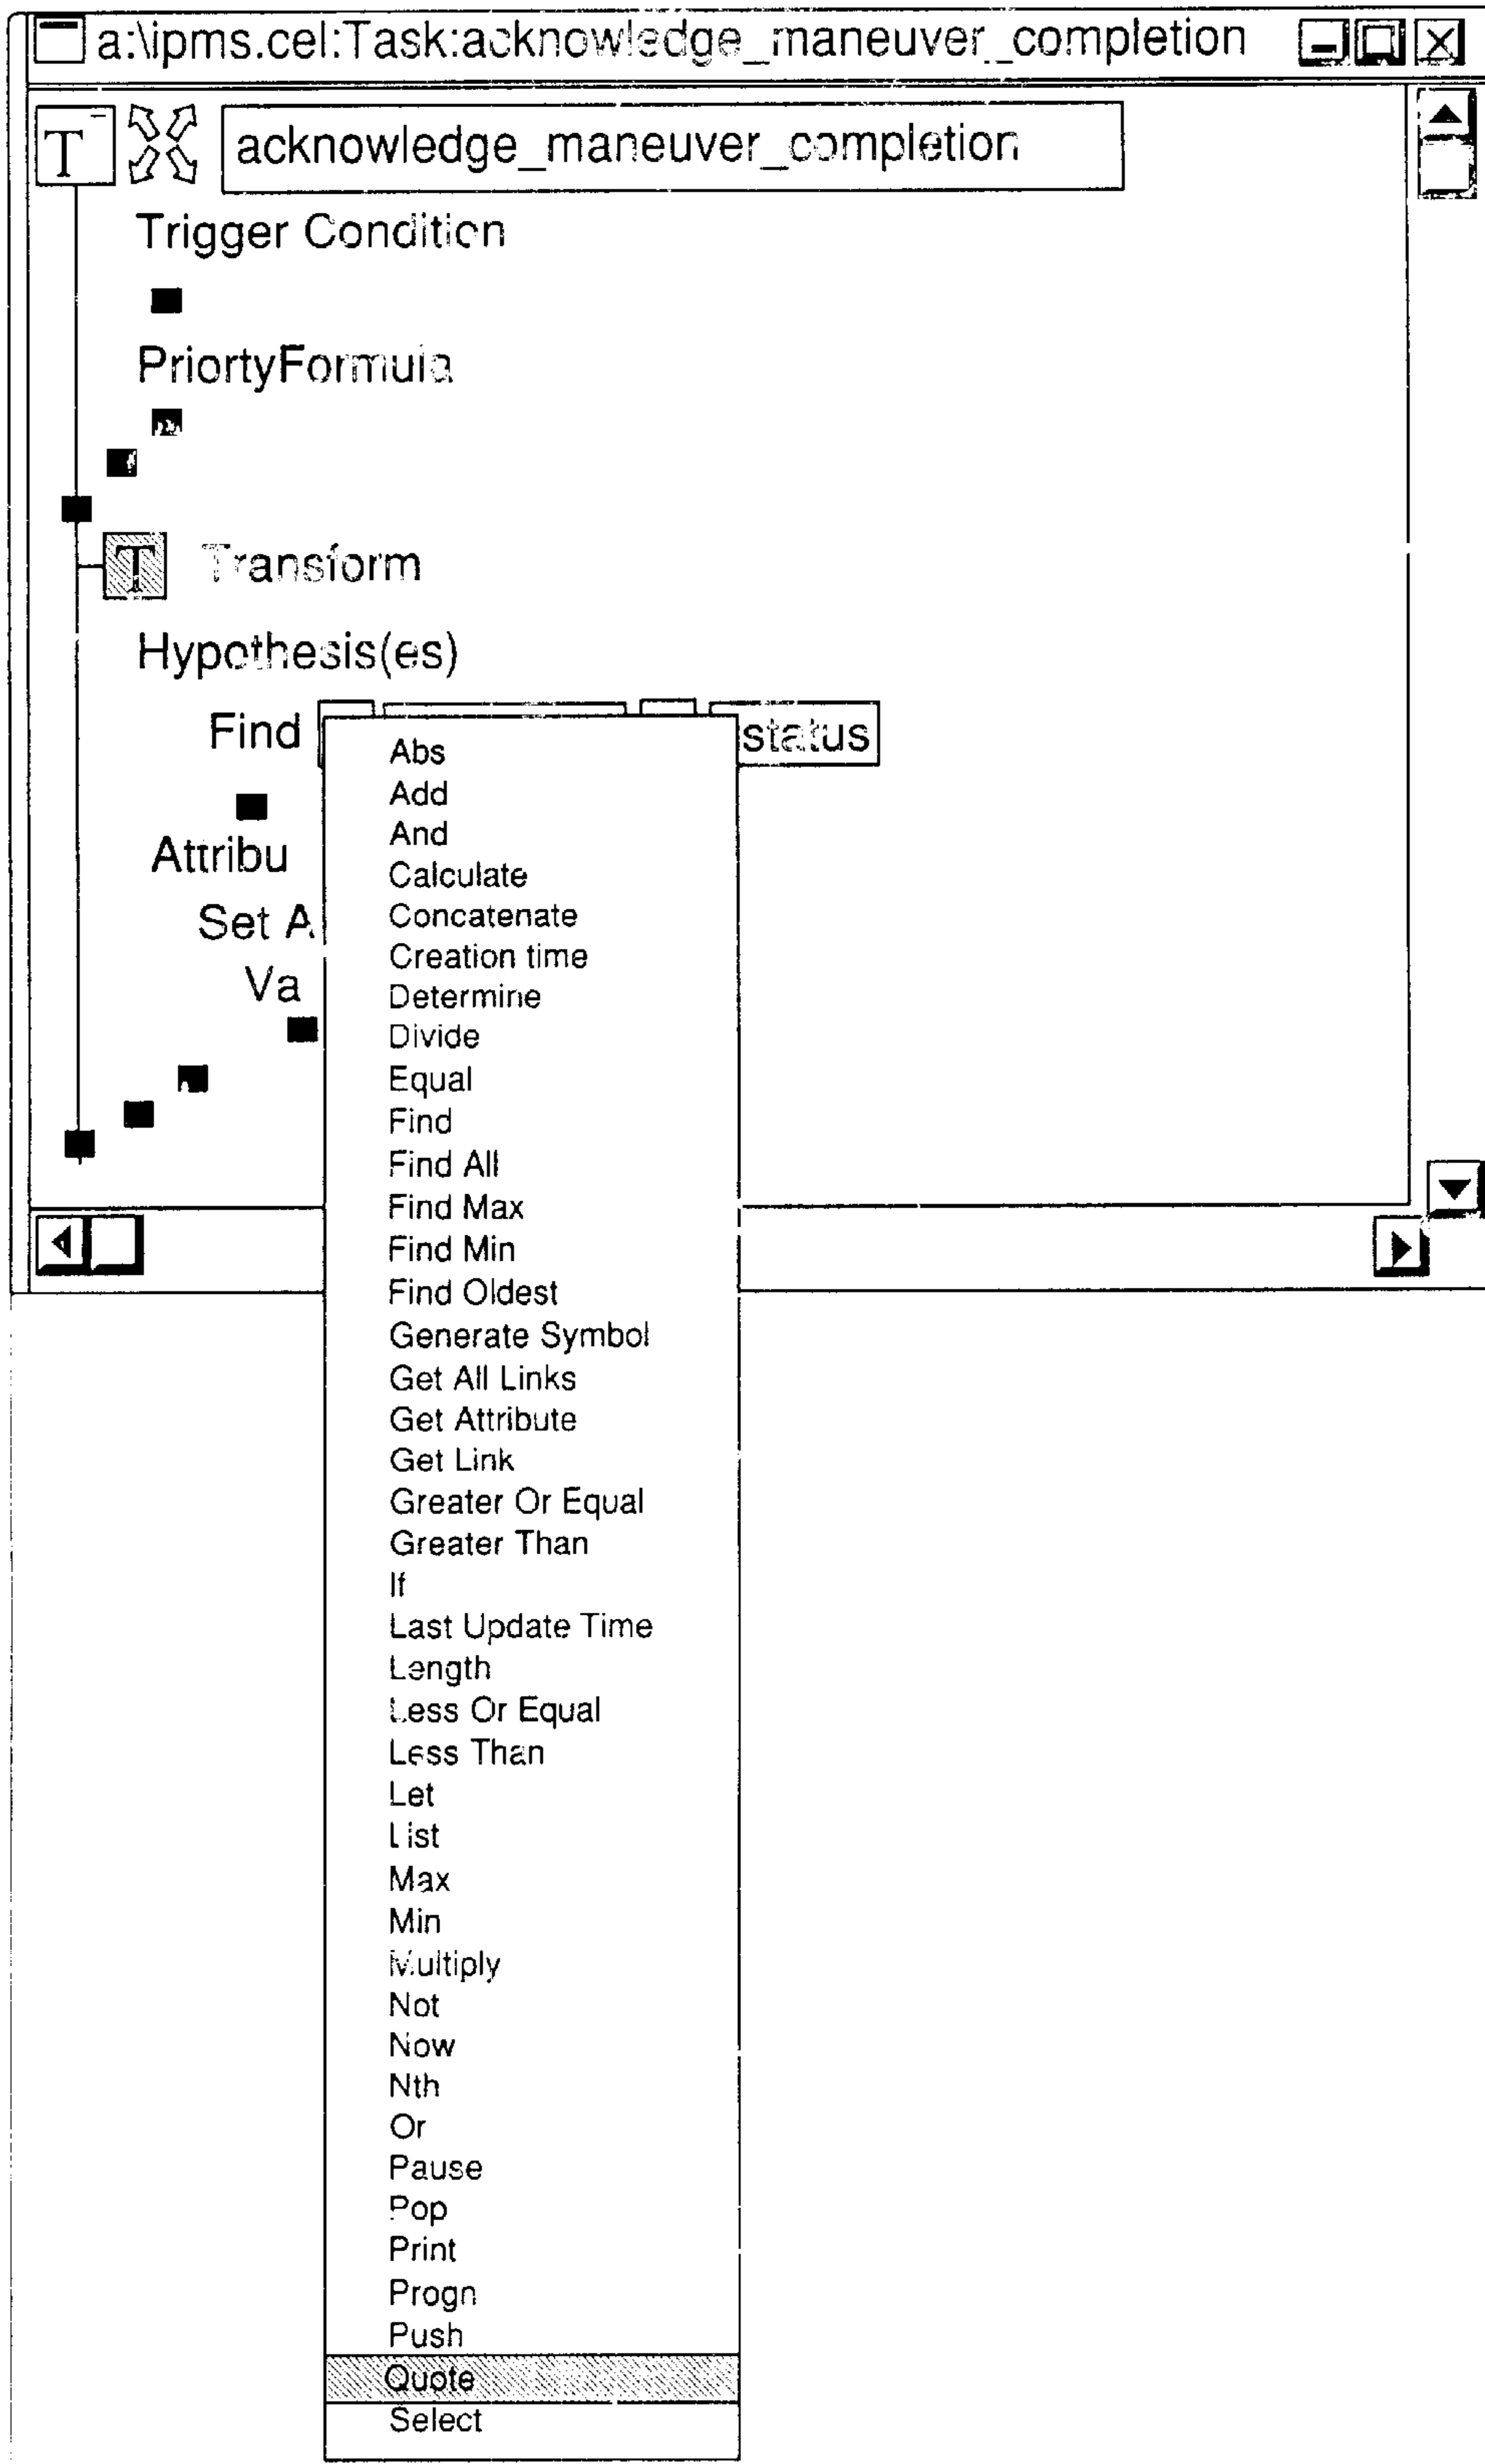 a:\ipms.cel:Task:acknowledge_maneuver_completion
T acknowledge_maneuver_completion
Trigger Condition
PriortyFormula
T Transform
Hypothesis(es)
Find status
Attribu
Set A
Va
Abs
Add
And
Calculate
Concatenate
Creation time
Determine
Divide
Equal
Find
Find All
Find Max
Find Min
Find Oldest
Generate Symbol
Get All Links
Get Attribute
Get Link
Greater Or Equal
Greater Than
If
Last Update Time
Length
Less Or Equal
Less Than
Let
List
Max
Min
Multiply
Not
Now
Nth
Or
Pause
Pop
Print
Progn
Push
Quote
Select